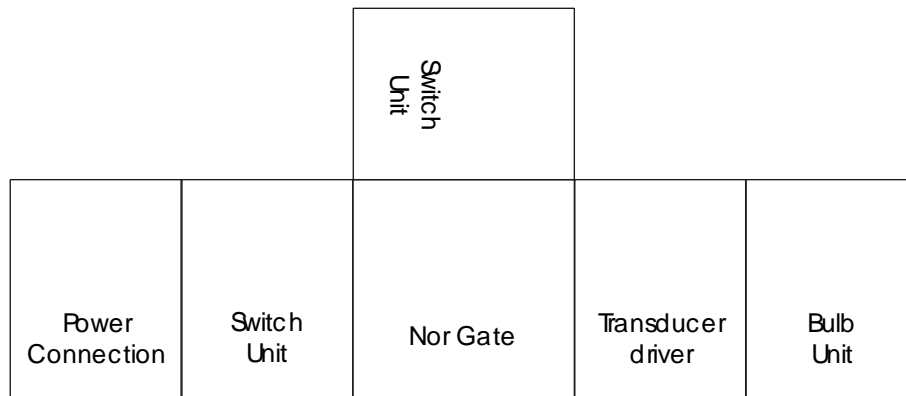 Switch
Unit
Power
Connection
Switch
Unit
Nor Gate
Transducer
driver
Bulb
Unit